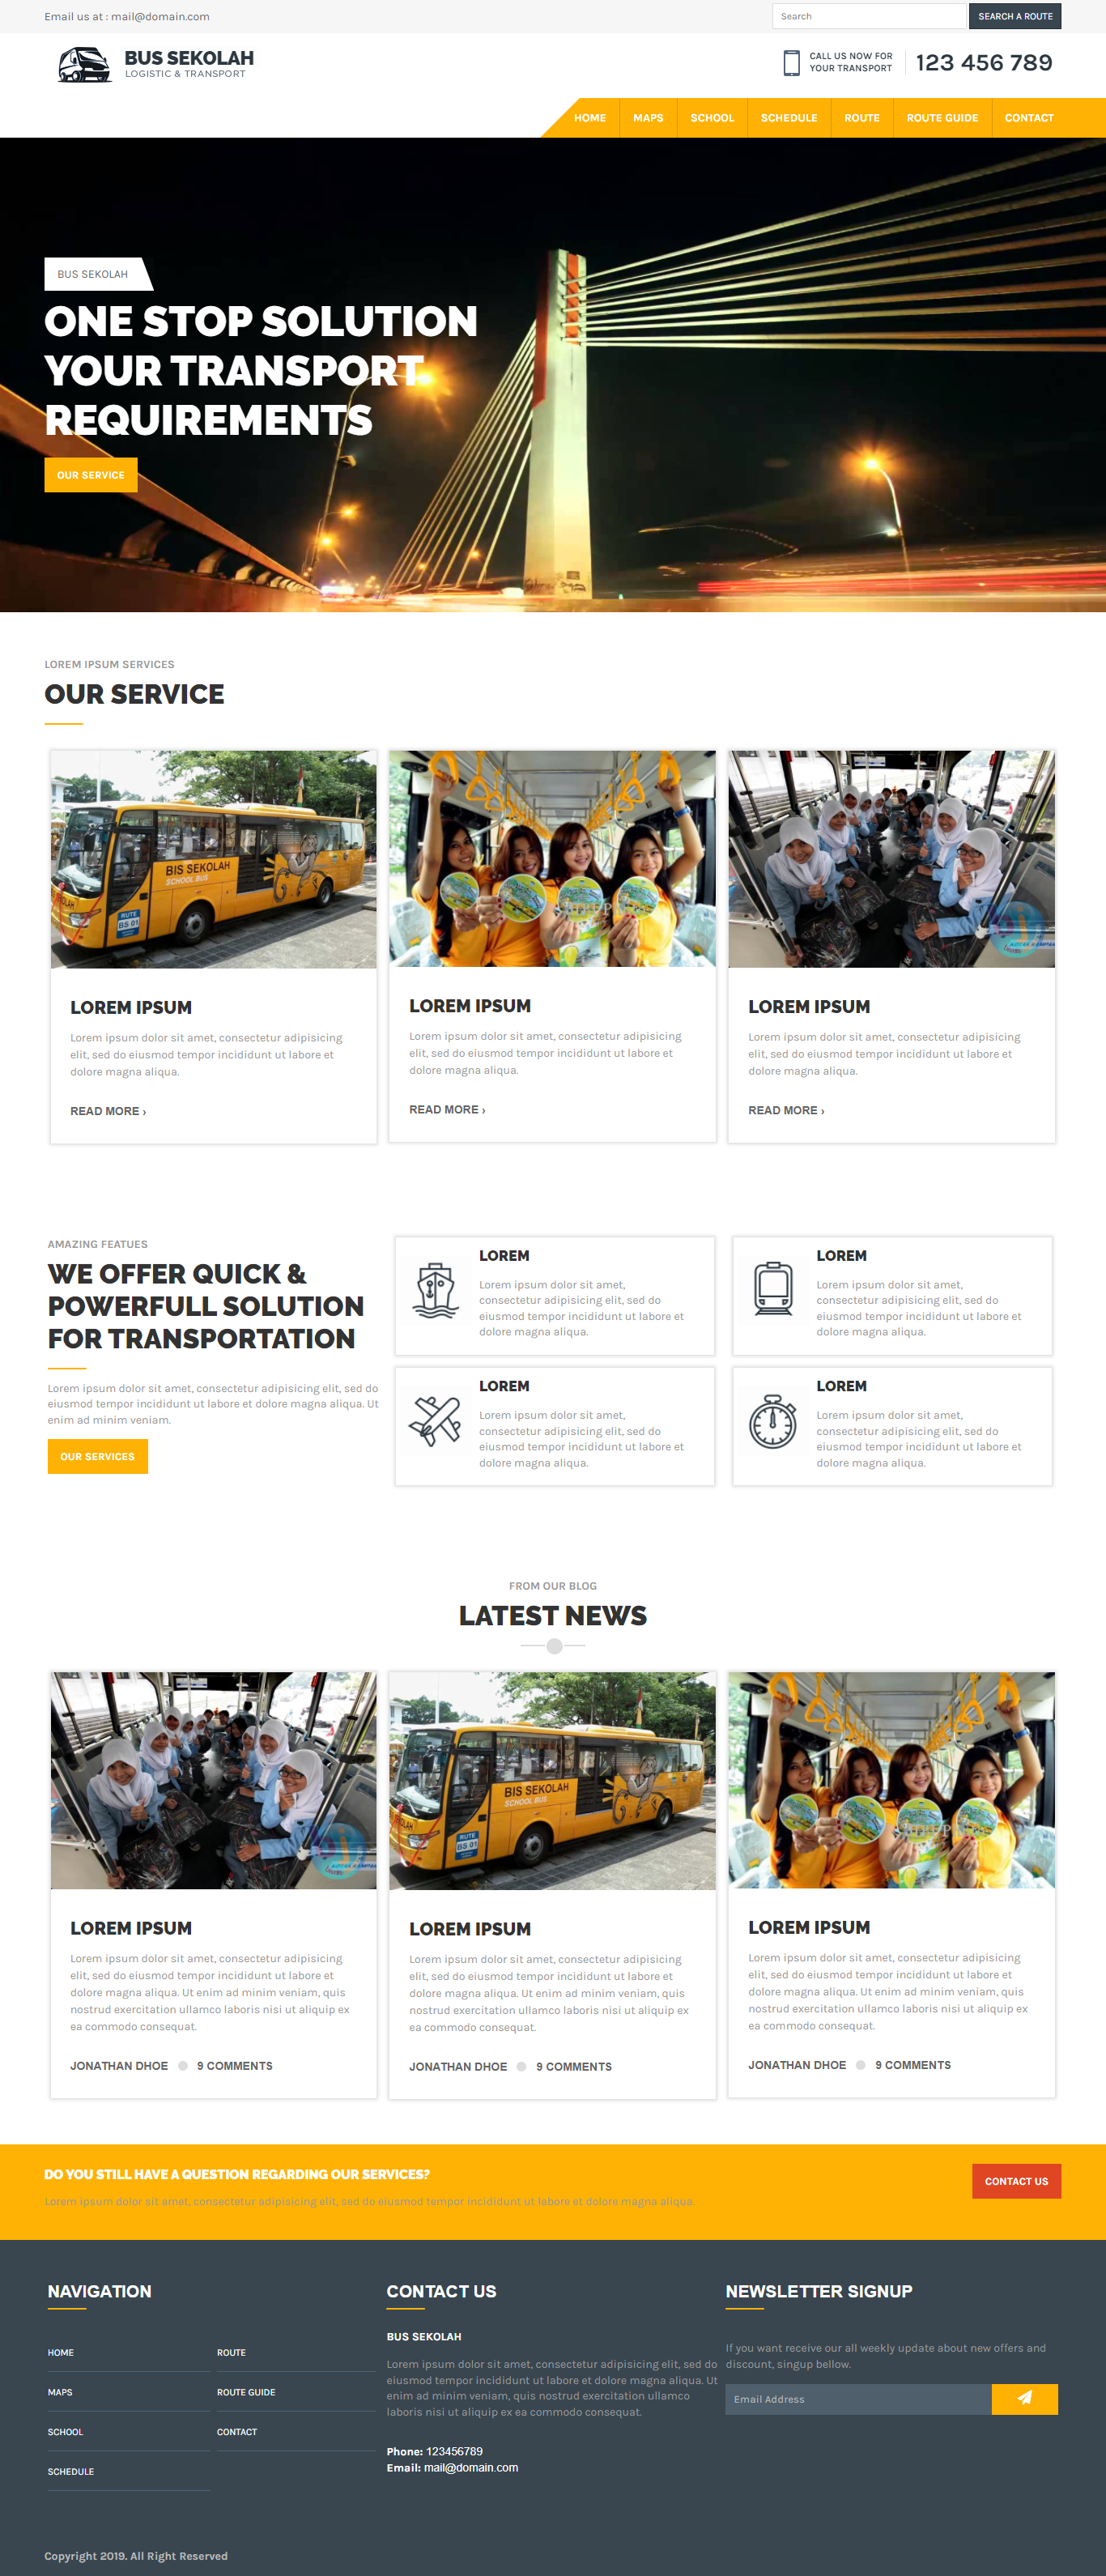 Email us at : mail@domain.com
Search
SEARCH A ROUTE
BUS SEKOLAH
LOGISTIC & TRANSPORT
CALL US NOW FOR
YOUR TRANSPORT
123 456 789
HOME
MAPS
SCHOOL
SCHEDULE
ROUTE
ROUTE GUIDE
CONTACT
BUS SEKOLAH
ONE STOP SOLUTION
YOUR TRANSPORT
REQUIREMENTS
OUR SERVICE
LOREM IPSUM SERVICES
OUR SERVICE
BIS SEKOLAH
SCHOOL BUS
RUTE
BS 01
LOREM IPSUM
Lorem ipsum dolor sit amet, consectetur adipisicing
elit, sed do eiusmod tempor incididunt ut labore et
dolore magna aliqua.
READ MORE ›
LOREM IPSUM
Lorem ipsum dolor sit amet, consectetur adipisicing
elit, sed do eiusmod tempor incididunt ut labore et
dolore magna aliqua.
READ MORE ›
LOREM IPSUM
Lorem ipsum dolor sit amet, consectetur adipisicing
elit, sed do eiusmod tempor incididunt ut labore et
dolore magna aliqua.
READ MORE ›
AMAZING FEATUES
WE OFFER QUICK &
POWERFULL SOLUTION
FOR TRANSPORTATION
Lorem ipsum dolor sit amet, consectetur adipisicing elit, sed do
eiusmod tempor incididunt ut labore et dolore magna aliqua. Ut
enim ad minim veniam.
OUR SERVICES
LOREM
Lorem ipsum dolor sit amet,
consectetur adipisicing elit, sed do
eiusmod tempor incididunt ut labore et
dolore magna aliqua.
LOREM
Lorem ipsum dolor sit amet,
consectetur adipisicing elit, sed do
eiusmod tempor incididunt ut labore et
dolore magna aliqua.
LOREM
Lorem ipsum dolor sit amet,
consectetur adipisicing elit, sed do
eiusmod tempor incididunt ut labore et
dolore magna aliqua.
LOREM
Lorem ipsum dolor sit amet,
consectetur adipisicing elit, sed do
eiusmod tempor incididunt ut labore et
dolore magna aliqua.
FROM OUR BLOG
LATEST NEWS
LOREM IPSUM
Lorem ipsum dolor sit amet, consectetur adipisicing
elit, sed do eiusmod tempor incididunt ut labore et
dolore magna aliqua. Ut enim ad minim veniam, quis
nostrud exercitation ullamco laboris nisi ut aliquip ex
ea commodo consequat.
JONATHAN DHOE
9 COMMENTS
BIS SEKOLAH
SCHOOL BUS
RUTE
BS 01
LOREM IPSUM
Lorem ipsum dolor sit amet, consectetur adipisicing
elit, sed do eiusmod tempor incididunt ut labore et
dolore magna aliqua. Ut enim ad minim veniam, quis
nostrud exercitation ullamco laboris nisi ut aliquip ex
ea commodo consequat.
JONATHAN DHOE
9 COMMENTS
LOREM IPSUM
Lorem ipsum dolor sit amet, consectetur adipisicing
elit, sed do eiusmod tempor incididunt ut labore et
dolore magna aliqua. Ut enim ad minim veniam, quis
nostrud exercitation ullamco laboris nisi ut aliquip ex
ea commodo consequat.
JONATHAN DHOE
9 COMMENTS
DO YOU STILL HAVE A QUESTION REGARDING OUR SERVICES?
Lorem ipsum dolor sit amet, consectetur adipisicing elit, sed do eiusmod tempor incididunt ut labore et dolore magna aliqua.
CONTACT US
NAVIGATION
HOME
ROUTE
MAPS
ROUTE GUIDE
SCHOOL
CONTACT
SCHEDULE
CONTACT US
BUS SEKOLAH
Lorem ipsum dolor sit amet, consectetur adipisicing elit, sed do
eiusmod tempor incididunt ut labore et dolore magna aliqua. Ut
enim ad minim veniam, quis nostrud exercitation ullamco
laboris nisi ut aliquip ex ea commodo consequat.
Phone: 123456789
Email: mail@domain.com
NEWSLETTER SIGNUP
If you want receive our all weekly update about new offers and
discount, singup bellow.
Email Address
Copyright 2019. All Right Reserved